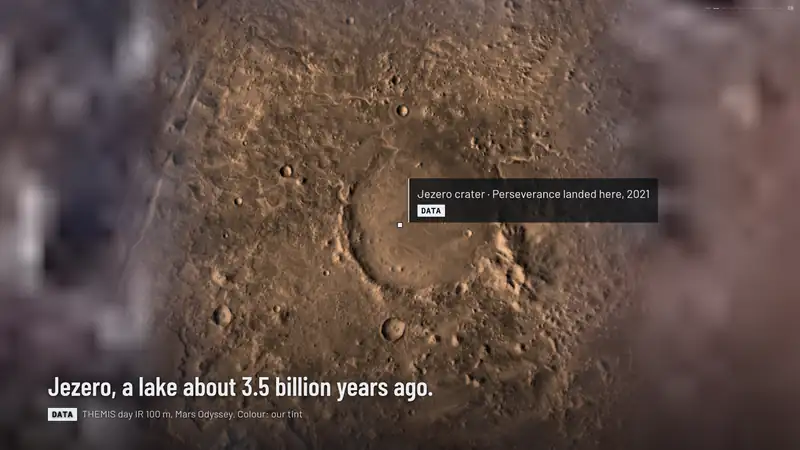 Jezero crater · Perseverance landed here, 2021
DATA
Jezero, a lake about 3.5 billion years ago.
DATA THEMIS day IR 100 m, Mars Odyssey. Colour: our tint